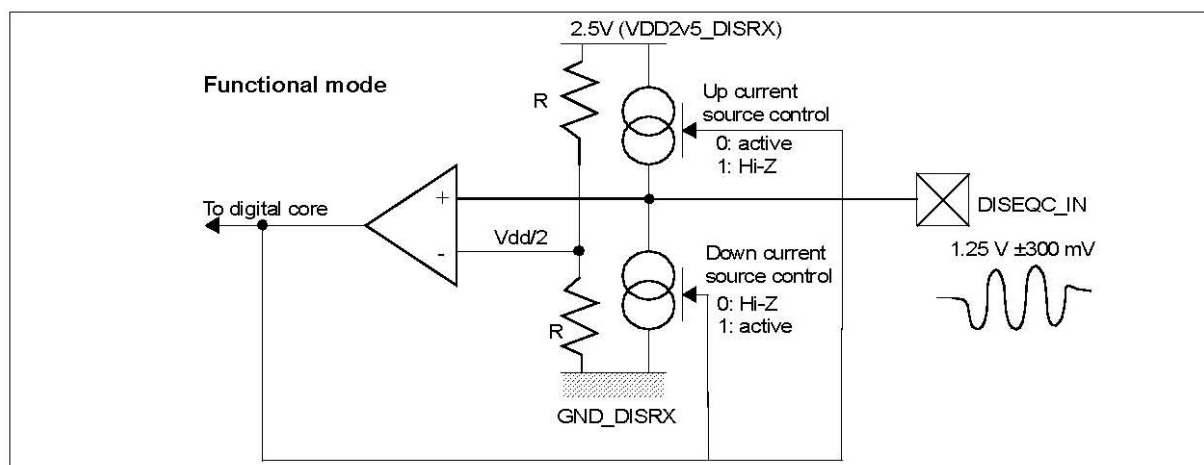 2.5V (VDD2v5_DISRX)
Functional mode
R
Up current
source control
0: active
1: Hi-Z
+
To digital core
DISEQC_IN
Vdd/2
-
Down current
source control
0: Hi-Z
1: active
1.25 V ±300 mV
R
GND_DISRX